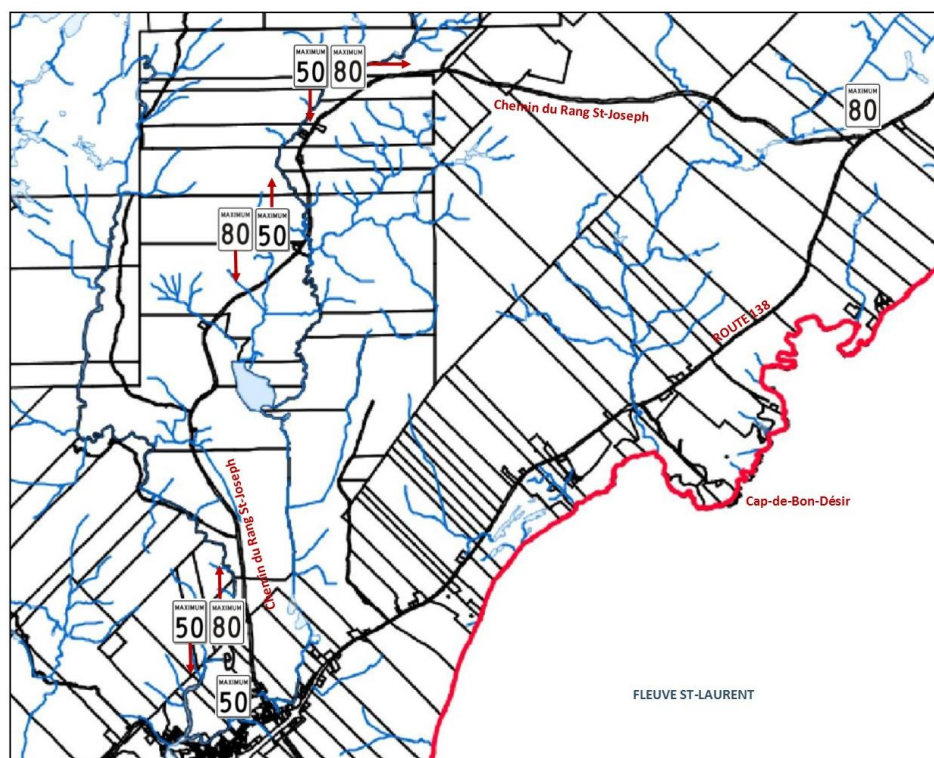 MAXIMUM
50
MAXIMUM
80
Chemin du Rang St-Joseph
MAXIMUM
80
MAXIMUM
80
MAXIMUM
50
ROUTE 138
Chemin du Rang St-Joseph
Cap-de-Bon-Désir
MAXIMUM
50
MAXIMUM
80
MAXIMUM
50
FLEUVE ST-LAURENT